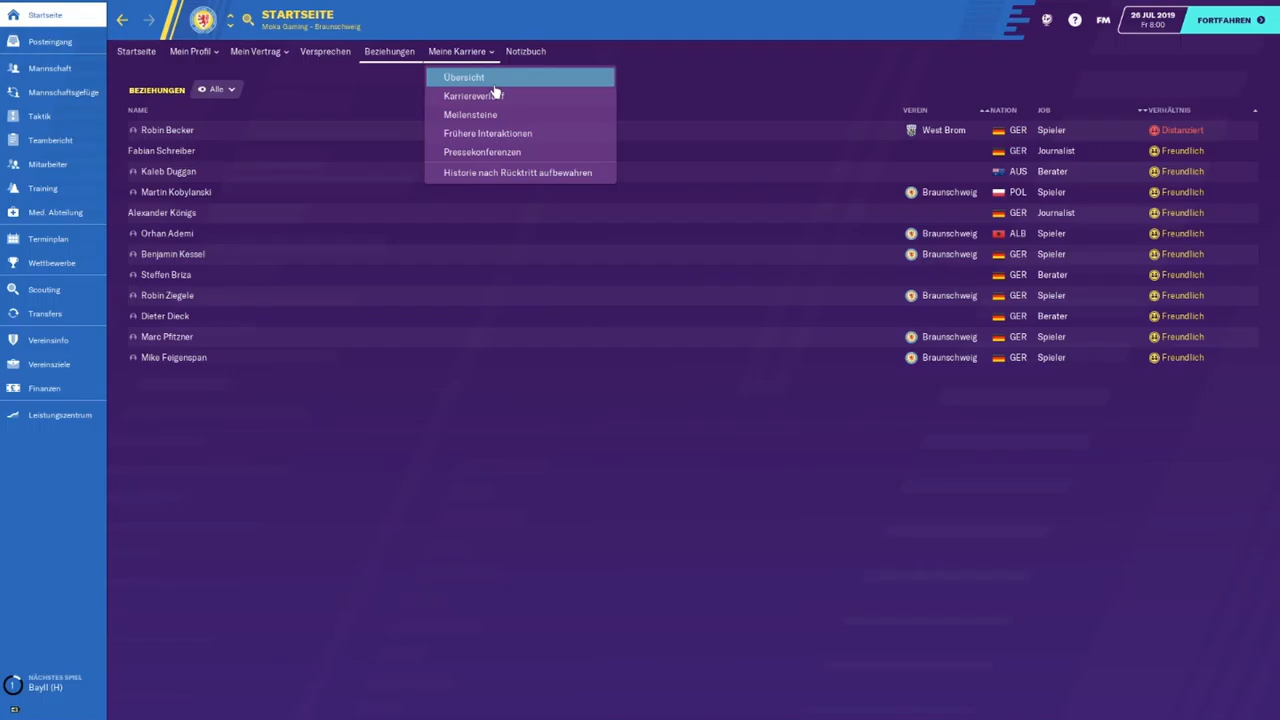 Startseite
Posteingang
Mannschaft
Mannschaftsgefüge
Taktik
Teambericht
Mitarbeiter
Training
Med. Abteilung
Terminplan
Wettbewerbe
Scouting
Transfers
Vereinsinfo
Vereinsziele
Finanzen
Leistungszentrum
1 NÄCHSTES SPIEL
BayII (H)
STARTSEITE
Moka Gaming - Braunschweig
? FM 26 JUL 2019
Fr 8:00
FORTFAHREN
Startseite Mein Profil Mein Vertrag Versprechen Beziehungen Meine Karriere Notizbuch
Übersicht
Meilensteine
Frühere Interaktionen
Pressekonferenzen
Historie nach Rücktritt aufbewahren
BEZIEHUNGEN Alle
NAME VEREIN NATION JOB VERHÄLTNIS
Robin Becker West Brom GER Spieler Distanziert
Fabian Schreiber GER Journalist Freundlich
Kaleb Duggan AUS Berater Freundlich
Martin Kobylanski Braunschweig POL Spieler Freundlich
Alexander Königs GER Journalist Freundlich
Orhan Ademi Braunschweig ALB Spieler Freundlich
Benjamin Kessel Braunschweig GER Spieler Freundlich
Steffen Briza GER Berater Freundlich
Robin Ziegele Braunschweig GER Spieler Freundlich
Dieter Dieck GER Berater Freundlich
Marc Pfitzner Braunschweig GER Spieler Freundlich
Mike Feigenspan Braunschweig GER Spieler Freundlich